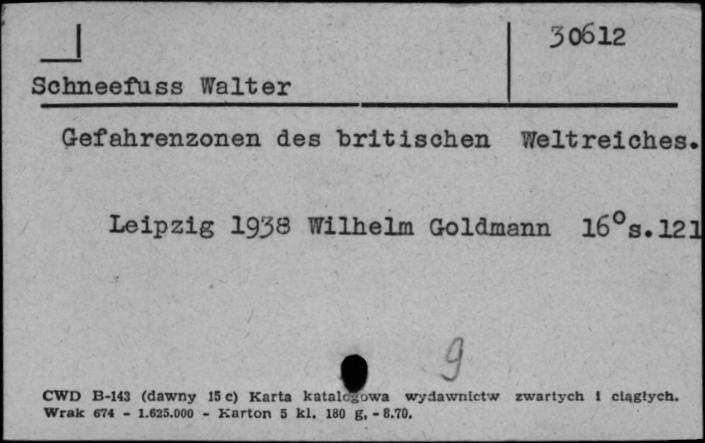 30612
Schneefuss Walter
Gefahrenzonen des britischen Weltreiches.
Leipzig 1938 Wilhelm Goldmann 16° s. 121
9
CWD B-143 (dawny 15 c) Karta katalogowa wydawnictw zwartych i ciągłych.
Wrak 674 - 1.625.000 - Karton 5 kl. 180 g. - 8.70.